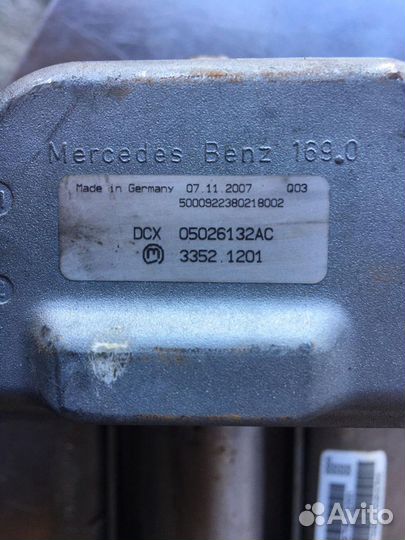 Mercedes Benz 169.0
Made in Germany 07.11.2007 Q03
5000922380218002
DCX 05026132AC
m 3352.1201
Avito